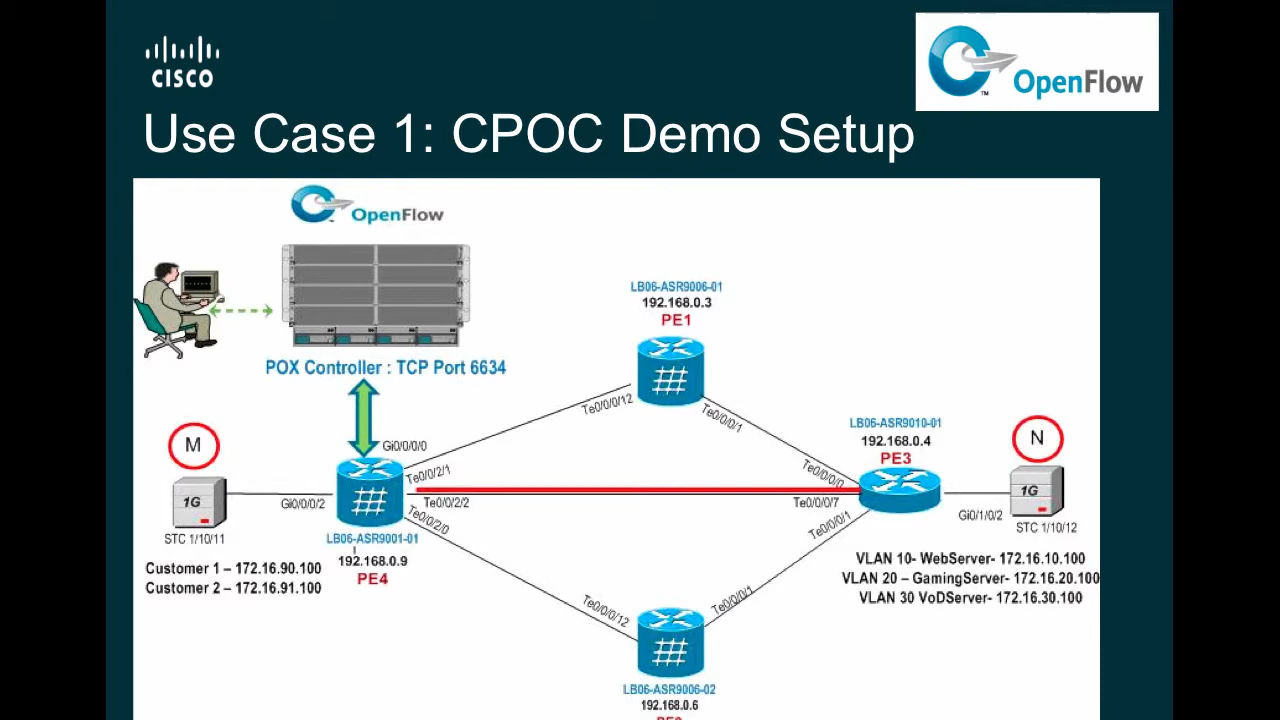 CISCO
OpenFlow
Use Case 1: CPOC Demo Setup
OpenFlow
LB06-ASR9006-01
192.168.0.3
PE1
POX Controller : TCP Port 6634
Te0/0/0/12
Te0/0/0/1
LB06-ASR9010-01
192.168.0.4
PE3
M
N
Gi0/0/0/0
Te0/0/2/1
Te0/0/0/0
1G
Gi0/0/0/2
Te0/0/2/2
Te0/0/0/7
1G
Te0/0/2/0
Te0/0/0/1
Gi0/1/0/2
STC 1/10/11
STC 1/10/12
LB06-ASR9001-01
192.168.0.9
PE4
Customer 1 – 172.16.90.100
Customer 2 – 172.16.91.100
VLAN 10- WebServer- 172.16.10.100
VLAN 20 – GamingServer- 172.16.20.100
VLAN 30 VoDServer- 172.16.30.100
Te0/0/0/12
Te0/0/0/1
LB06-ASR9006-02
192.168.0.6